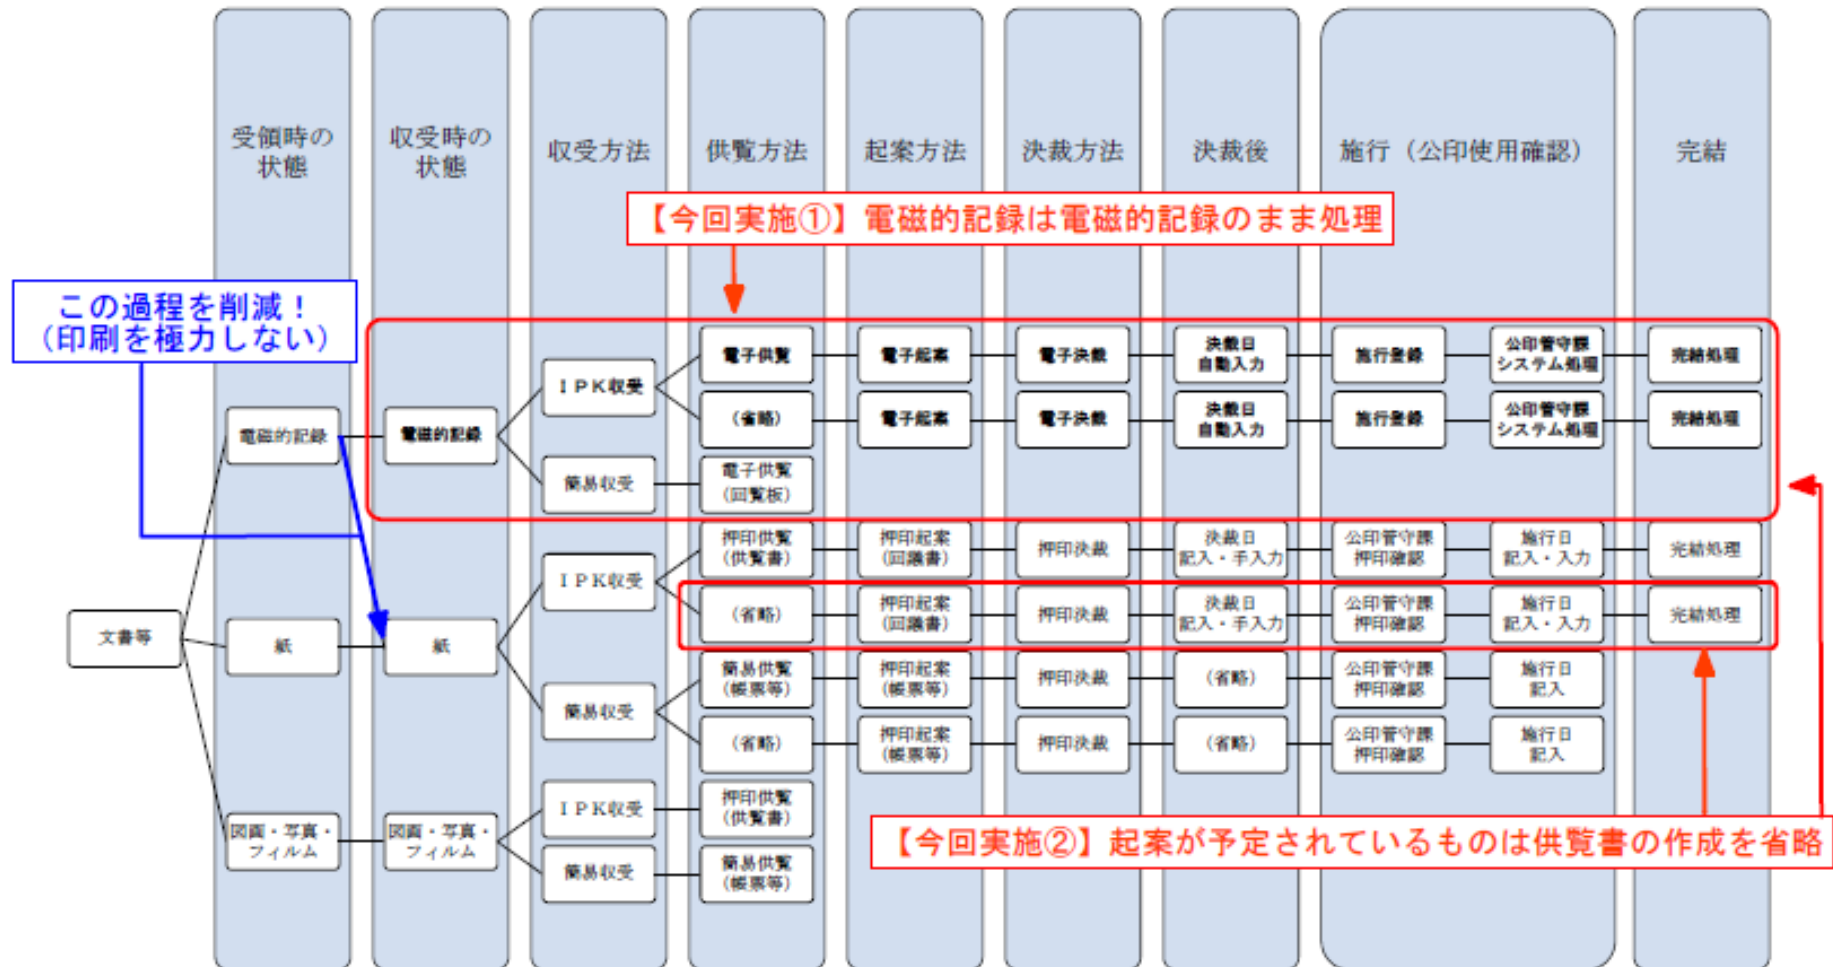 受領時の
状態
収受時の
状態
収受方法
供覧方法
起案方法
決裁方法
決裁後
施行（公印使用確認）
完結
【今回実施①】電磁的記録は電磁的記録のまま処理
この過程を削減！
（印刷を極力しない）
文書等
電磁的記録
電磁的記録
ＩＰＫ収受
電子供覧
電子起案
電子決裁
決裁日
自動入力
施行登録
公印管守課
システム処理
完結処理
（省略）
電子起案
電子決裁
決裁日
自動入力
施行登録
公印管守課
システム処理
完結処理
簡易収受
電子供覧
（回覧板）
紙
紙
ＩＰＫ収受
押印供覧
（供覧書）
押印起案
（回議書）
押印決裁
決裁日
記入・手入力
公印管守課
押印確認
施行日
記入・入力
完結処理
（省略）
押印起案
（回議書）
押印決裁
決裁日
記入・手入力
公印管守課
押印確認
施行日
記入・入力
完結処理
簡易収受
簡易供覧
（帳票等）
押印起案
（帳票等）
押印決裁
（省略）
公印管守課
押印確認
施行日
記入
（省略）
押印起案
（帳票等）
押印決裁
（省略）
公印管守課
押印確認
施行日
記入
図画・写真・
フィルム
図画・写真・
フィルム
ＩＰＫ収受
押印供覧
（供覧書）
簡易収受
簡易供覧
（帳票等）
【今回実施②】起案が予定されているものは供覧書の作成を省略